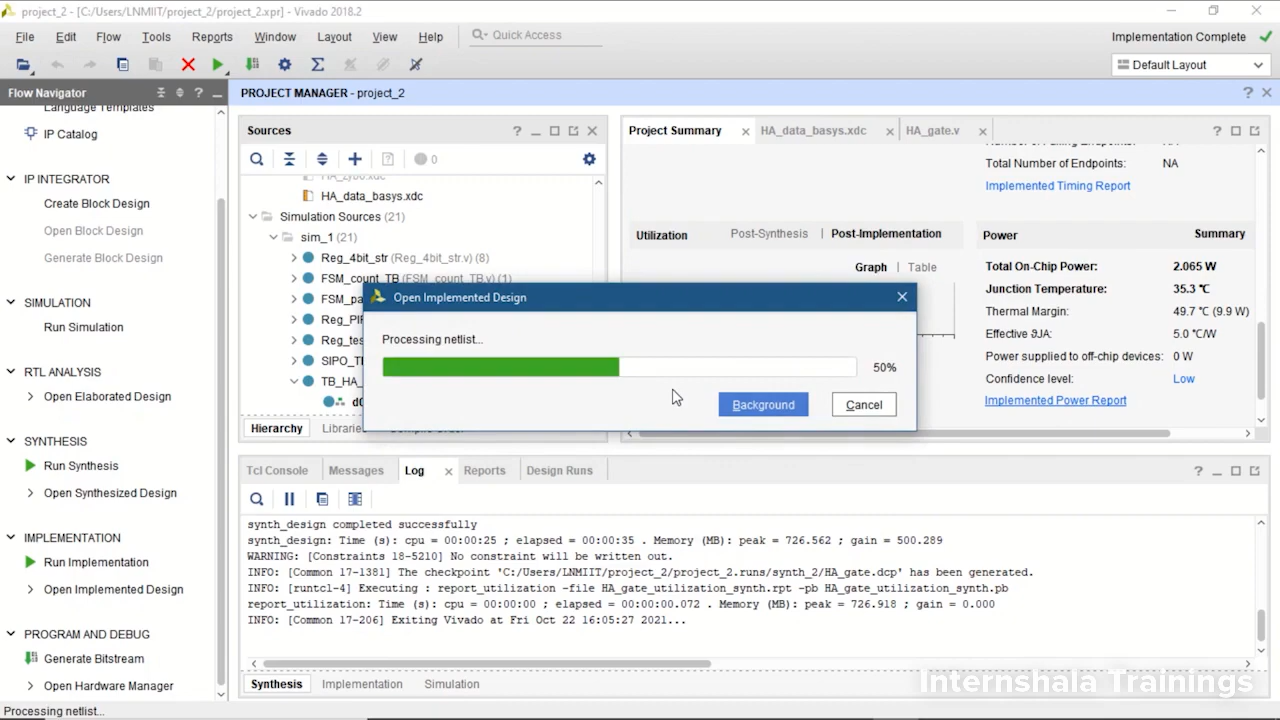 project_2 - [C:/Users/LNMIIT/project_2/project_2.xpr] - Vivado 2018.2
File Edit Flow Tools Reports Window Layout View Help Quick Access
Implementation Complete
Default Layout
Flow Navigator
PROJECT MANAGER - project_2
Language Templates
IP Catalog
IP INTEGRATOR
Create Block Design
Open Block Design
Generate Block Design
SIMULATION
Run Simulation
RTL ANALYSIS
Open Elaborated Design
SYNTHESIS
Run Synthesis
Open Synthesized Design
IMPLEMENTATION
Run Implementation
Open Implemented Design
PROGRAM AND DEBUG
Generate Bitstream
Open Hardware Manager
Sources
0
HA_zybo.xdc
HA_data_basys.xdc
Simulation Sources (21)
sim_1 (21)
Reg_4bit_str (Reg_4bit_str.v) (8)
FSM_count_TB (FSM_count_TB.v) (1)
Hierarchy
Project Summary HA_data_basys.xdc HA_gate.v
Total Number of Endpoints: NA
Implemented Timing Report
Utilization Post-Synthesis | Post-Implementation
Graph | Table
Power Summary
Total On-Chip Power: 2.065 W
Junction Temperature: 35.3 °C
Thermal Margin: 49.7 °C (9.9 W)
Effective ϑJA: 5.0 °C/W
Power supplied to off-chip devices: 0 W
Confidence level: Low
Implemented Power Report
Open Implemented Design
Processing netlist...
50%
Background Cancel
Tcl Console Messages Log Reports Design Runs
synth_design completed successfully
synth_design: Time (s): cpu = 00:00:25 ; elapsed = 00:00:35 . Memory (MB): peak = 726.562 ; gain = 500.289
WARNING: [Constraints 18-5210] No constraint will be written out.
INFO: [Common 17-1381] The checkpoint 'C:/Users/LNMIIT/project_2/project_2.runs/synth_2/HA_gate.dcp' has been generated.
INFO: [runtcl-4] Executing : report_utilization -file HA_gate_utilization_synth.rpt -pb HA_gate_utilization_synth.pb
report_utilization: Time (s): cpu = 00:00:00 ; elapsed = 00:00:00.072 . Memory (MB): peak = 726.918 ; gain = 0.000
INFO: [Common 17-206] Exiting Vivado at Fri Oct 22 16:05:27 2021...
Synthesis Implementation Simulation
Internshala Trainings
Processing netlist...